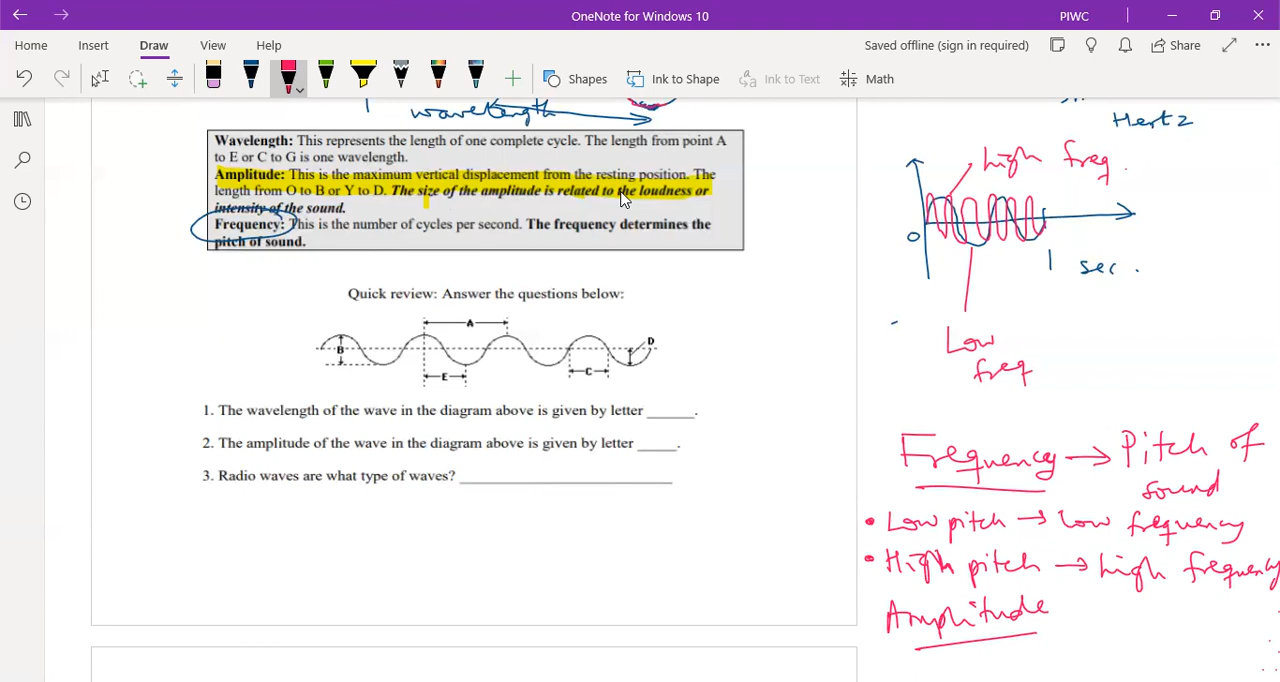 OneNote for Windows 10
PIWC
Home Insert Draw View Help
Saved offline (sign in required)
Share
Shapes
Ink to Shape
Ink to Text
Math
wavelength
Hertz
Wavelength: This represents the length of one complete cycle. The length from point A
to E or C to G is one wavelength.
Amplitude: This is the maximum vertical displacement from the resting position. The
length from O to B or Y to D. The size of the amplitude is related to the loudness or
intensity of the sound.
Frequency: This is the number of cycles per second. The frequency determines the
pitch of sound.
high freq.
0
1 sec.
Low
freq
Quick review: Answer the questions below:
A
B
D
E
C
1. The wavelength of the wave in the diagram above is given by letter ______.
2. The amplitude of the wave in the diagram above is given by letter _____.
3. Radio waves are what type of waves? ___________________________
Frequency → Pitch of
sound
• Low pitch → low frequency
• High pitch → high frequency
Amplitude